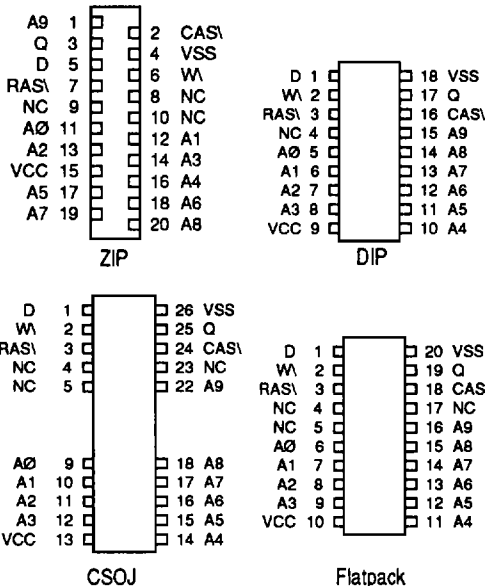 A9 1
2 CAS\
Q 3
4 VSS
D 5
6 W\
RAS\ 7
8 NC
NC 9
10 NC
AØ 11
12 A1
A2 13
14 A3
VCC 15
16 A4
A5 17
18 A6
A7 19
20 A8
ZIP
D 1 18 VSS
W\ 2 17 Q
RAS\ 3 16 CAS\
NC 4 15 A9
AØ 5 14 A8
A1 6 13 A7
A2 7 12 A6
A3 8 11 A5
VCC 9 10 A4
DIP
D 1 26 VSS
W\ 2 25 Q
RAS\ 3 24 CAS\
NC 4 23 NC
NC 5 22 A9
AØ 9 18 A8
A1 10 17 A7
A2 11 16 A6
A3 12 15 A5
VCC 13 14 A4
CSOJ
D 1 20 VSS
W\ 2 19 Q
RAS\ 3 18 CAS
NC 4 17 NC
NC 5 16 A9
AØ 6 15 A8
A1 7 14 A7
A2 8 13 A6
A3 9 12 A5
VCC 10 11 A4
Flatpack